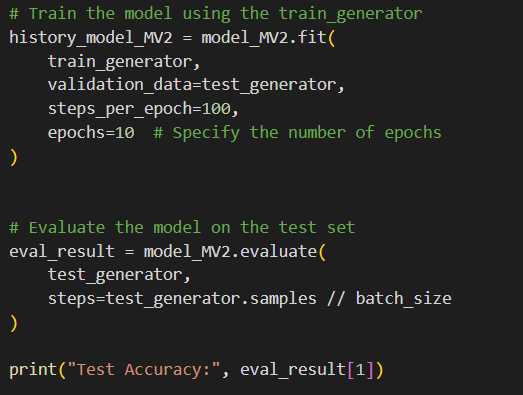 # Train the model using the train_generator
history_model_MV2 = model_MV2.fit(
    train_generator,
    validation_data=test_generator,
    steps_per_epoch=100,
    epochs=10  # Specify the number of epochs
)
# Evaluate the model on the test set
eval_result = model_MV2.evaluate(
    test_generator,
    steps=test_generator.samples // batch_size
)
print("Test Accuracy:", eval_result[1])